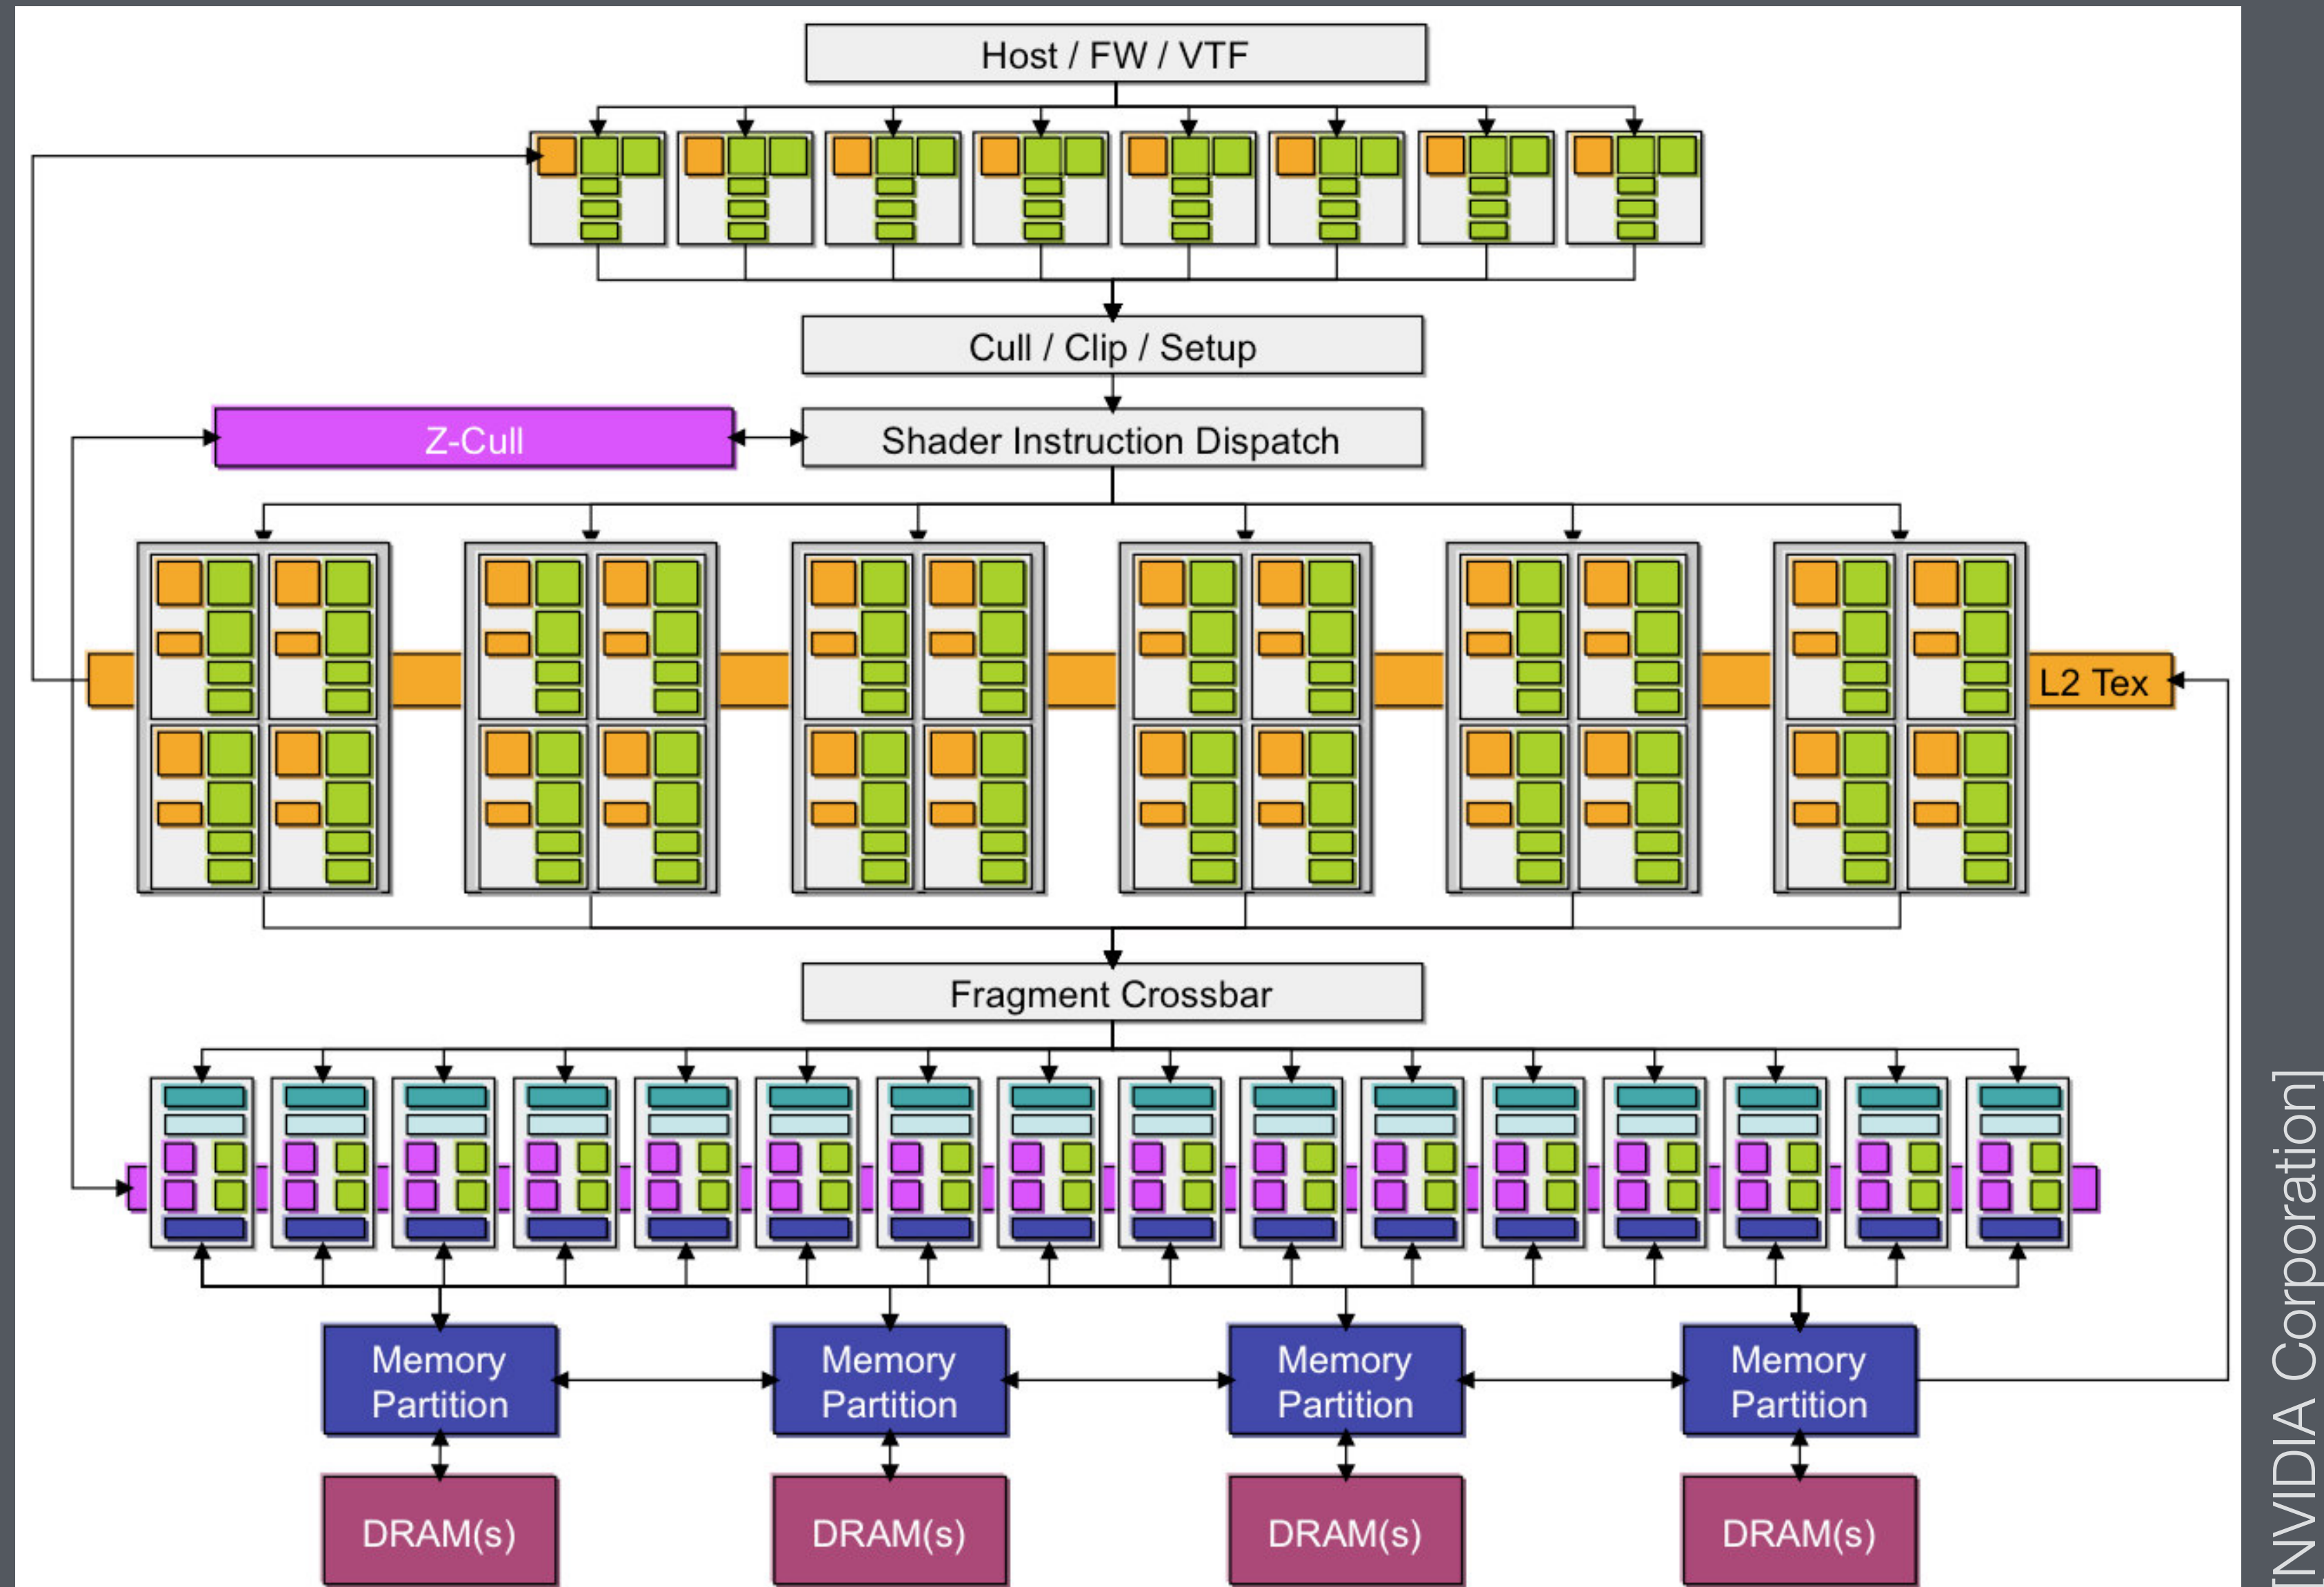 Host / FW / VTF
Cull / Clip / Setup
Z-Cull
Shader Instruction Dispatch
L2 Tex
Fragment Crossbar
Memory
Partition
Memory
Partition
Memory
Partition
Memory
Partition
DRAM(s)
DRAM(s)
DRAM(s)
DRAM(s)
[NVIDIA Corporation]